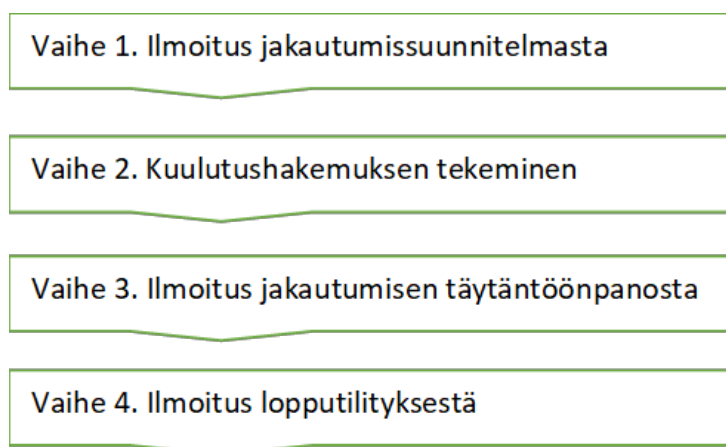 Vaihe 1. Ilmoitus jakautumissuunnitelmasta
Vaihe 2. Kuulutushakemuksen tekeminen
Vaihe 3. Ilmoitus jakautumisen täytäntöönpanosta
Vaihe 4. Ilmoitus lopputilityksestä